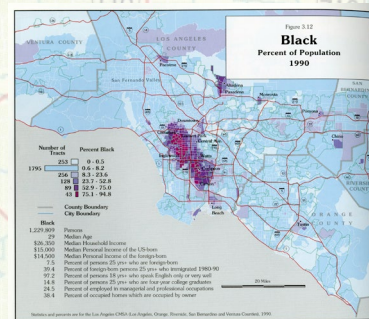 Figure 3.12
Black
Percent of Population
1990
VENTURA COUNTY
LOS ANGELES
COUNTY
San Fernando Valley
Pacoima
Altadena
Pasadena
Monrovia
Pomona
Chino
SAN
BERNARDINO
COUNTY
RIVERSIDE
COUNTY
Downtown
Long
Beach
ORANGE
COUNTY
20 Miles
Number of
Tracts
Percent Black
253 0 - 0.5
1795 0.6 - 8.2
256 8.3 - 23.6
128 23.7 - 52.8
89 52.9 - 75.0
43 75.1 - 94.8
County Boundary
City Boundary
Black
1,229,809 Persons
29 Median Age
$26,350 Median Household Income
$15,000 Median Personal Income of the US-born
$14,500 Median Personal Income of the foreign-born
7.5 Percent of persons 25 yrs+ who are foreign-born
39.4 Percent of foreign-born persons 25 yrs+ who immigrated 1980-90
97.2 Percent of persons 18 yrs+ who speak English only or very well
14.8 Percent of persons 25 yrs+ who are four year college graduates
24.5 Percent of employed in managerial and professional occupations
38.4 Percent of occupied homes which are occupied by owner
Statistics and percents are for the Los Angeles CMSA (Los Angeles, Orange, Riverside, San Bernardino and Ventura Counties), 1990.